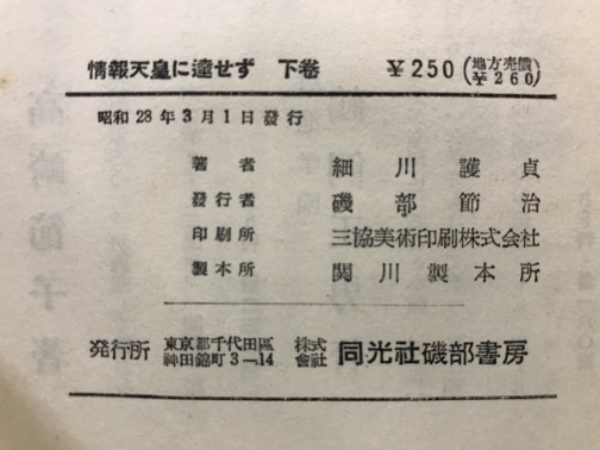 情報天皇に達せず 下巻 ¥250(地方売價¥260)
昭和28年3月1日發行
著者 細川護貞
發行者 磯部節治
印刷所 三協美術印刷株式会社
製本所 関川製本所
発行所 東京都千代田區神田錦町3-14 株式會社 同光社磯部書房